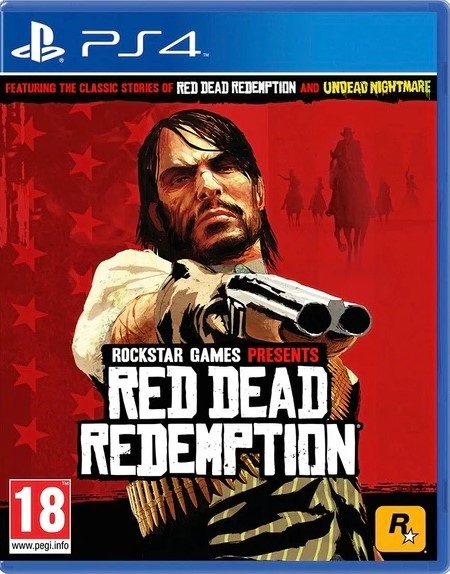 PS4™
FEATURING THE CLASSIC STORIES OF RED DEAD REDEMPTION AND UNDEAD NIGHTMARE
ROCKSTAR GAMES PRESENTS
RED DEAD
REDEMPTION
18
www.pegi.info
R